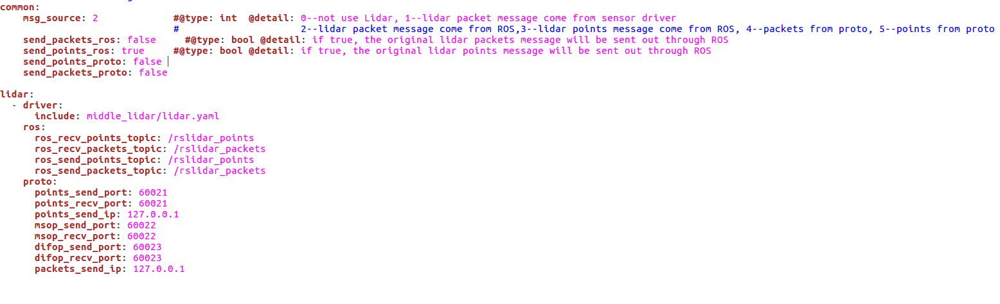 common:
    msg_source: 2             #@type: int  @detail: 0--not use Lidar, 1--lidar packet message come from sensor driver
                              #                     2--lidar packet message come from ROS,3--lidar points message come from ROS, 4--packets from proto, 5--points from proto
    send_packets_ros: false     #@type: bool @detail: if true, the original lidar packets message will be sent out through ROS
    send_points_ros: true     #@type: bool @detail: if true, the original lidar points message will be sent out through ROS
    send_points_proto: false
    send_packets_proto: false

lidar:
  - driver:
      include: middle_lidar/lidar.yaml
    ros:
      ros_recv_points_topic: /rslidar_points
      ros_recv_packets_topic: /rslidar_packets
      ros_send_points_topic: /rslidar_points
      ros_send_packets_topic: /rslidar_packets
    proto:
      points_send_port: 60021
      points_recv_port: 60021
      points_send_ip: 127.0.0.1
      msop_send_port: 60022
      msop_recv_port: 60022
      difop_send_port: 60023
      difop_recv_port: 60023
      packets_send_ip: 127.0.0.1